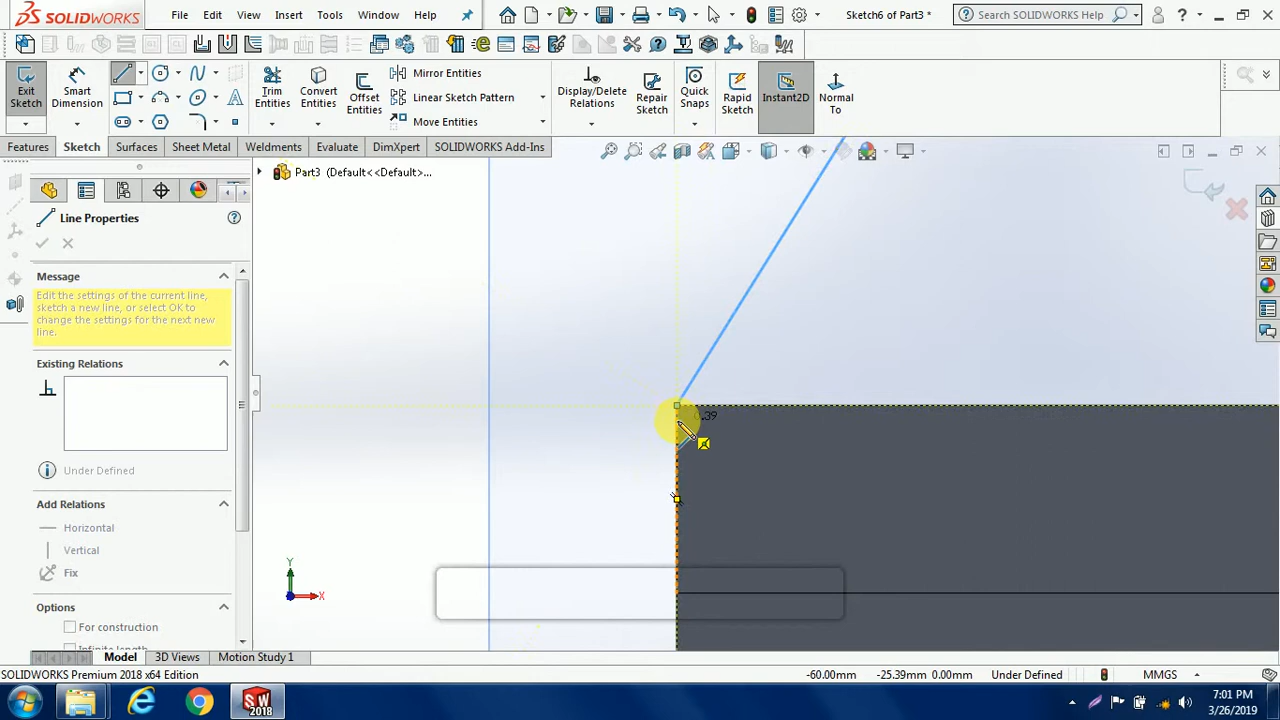 SOLIDWORKS File Edit View Insert Tools Window Help Sketch6 of Part3 * Search SOLIDWORKS Help ?
Exit Sketch
Smart Dimension
Trim Entities
Convert Entities
Offset Entities
Mirror Entities
Linear Sketch Pattern
Move Entities
Display/Delete Relations
Repair Sketch
Quick Snaps
Rapid Sketch
Instant2D
Normal To
Features Sketch Surfaces Sheet Metal Weldments Evaluate DimXpert SOLIDWORKS Add-Ins
Part3 (Default<<Default>...
Line Properties
Message
Edit the settings of the current line,
sketch a new line, or select OK to
change the settings for the next new
line.
Existing Relations
Under Defined
Add Relations
Horizontal
Vertical
Fix
Options
For construction
Infinite length
.39
Y
X
Model 3D Views Motion Study 1
SOLIDWORKS Premium 2018 x64 Edition -60.00mm -25.39mm 0.00mm Under Defined MMGS
SW
2018
7:01 PM
3/26/2019